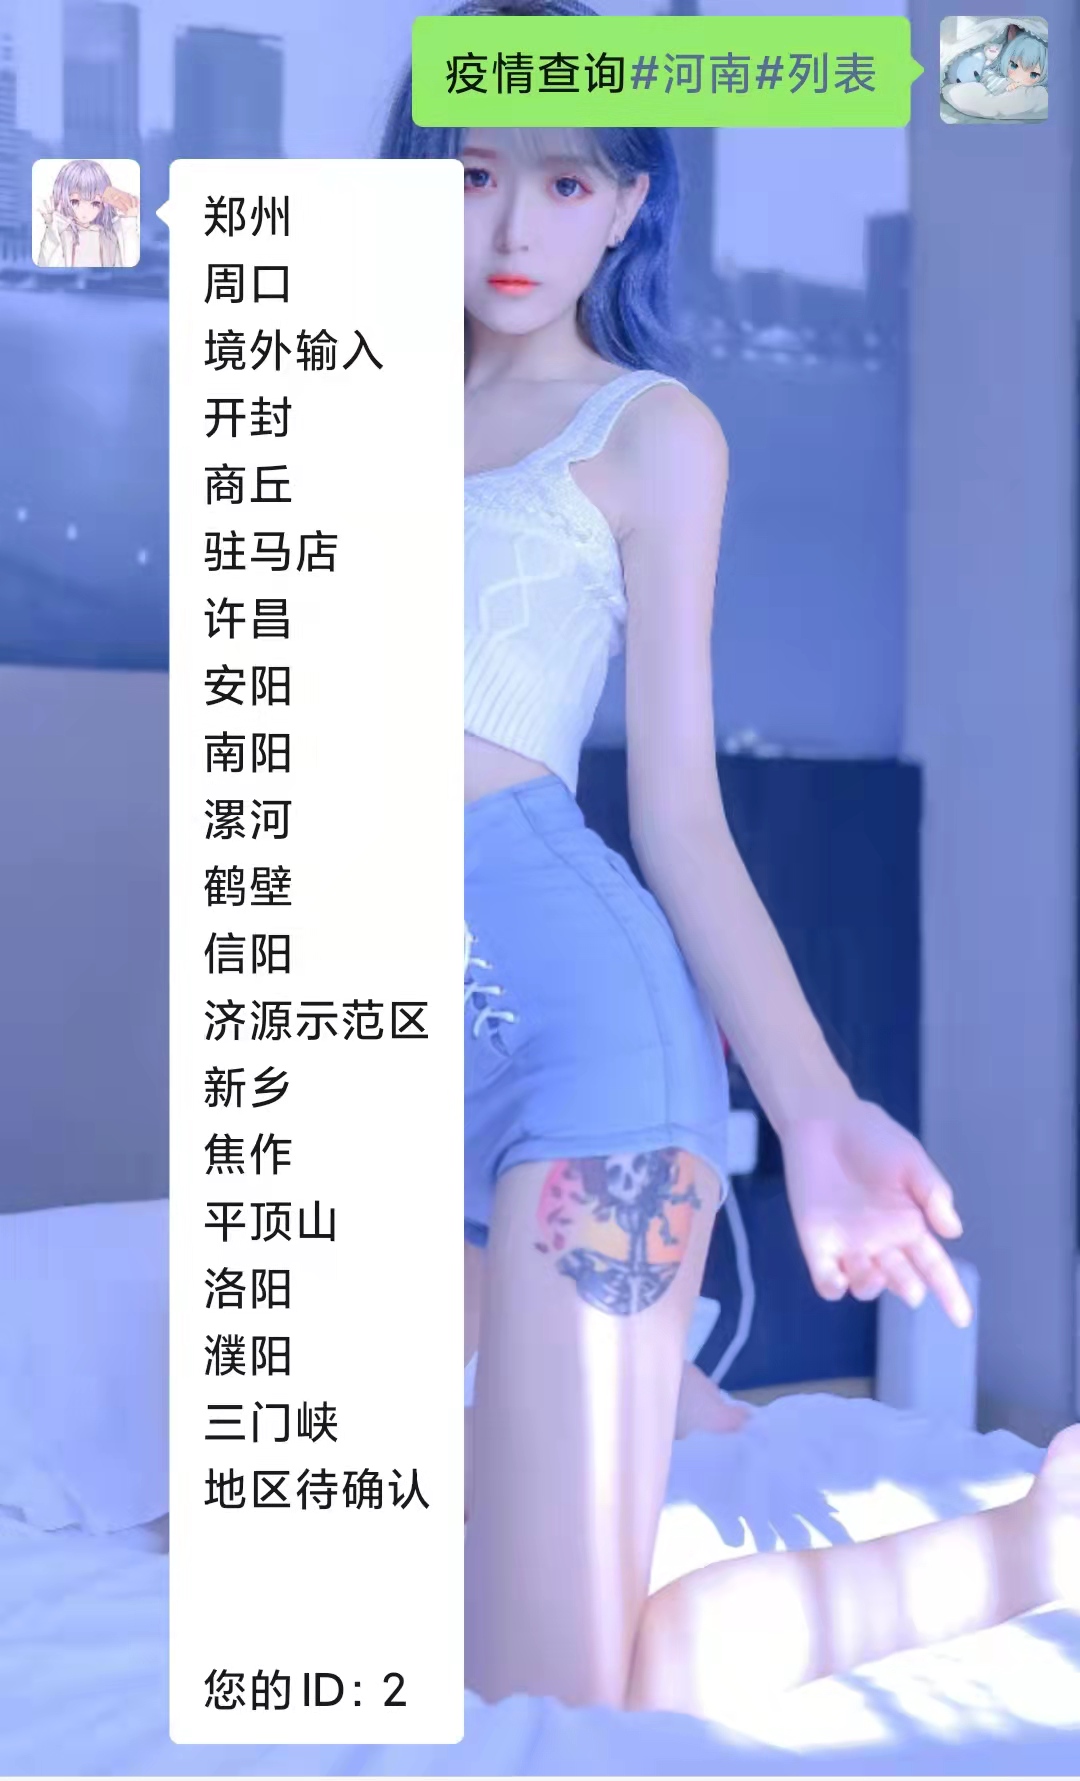 疫情查询#河南#列表
郑州
周口
境外输入
开封
商丘
驻马店
许昌
安阳
南阳
漯河
鹤壁
信阳
济源示范区
新乡
焦作
平顶山
洛阳
濮阳
三门峡
地区待确认
您的ID：2